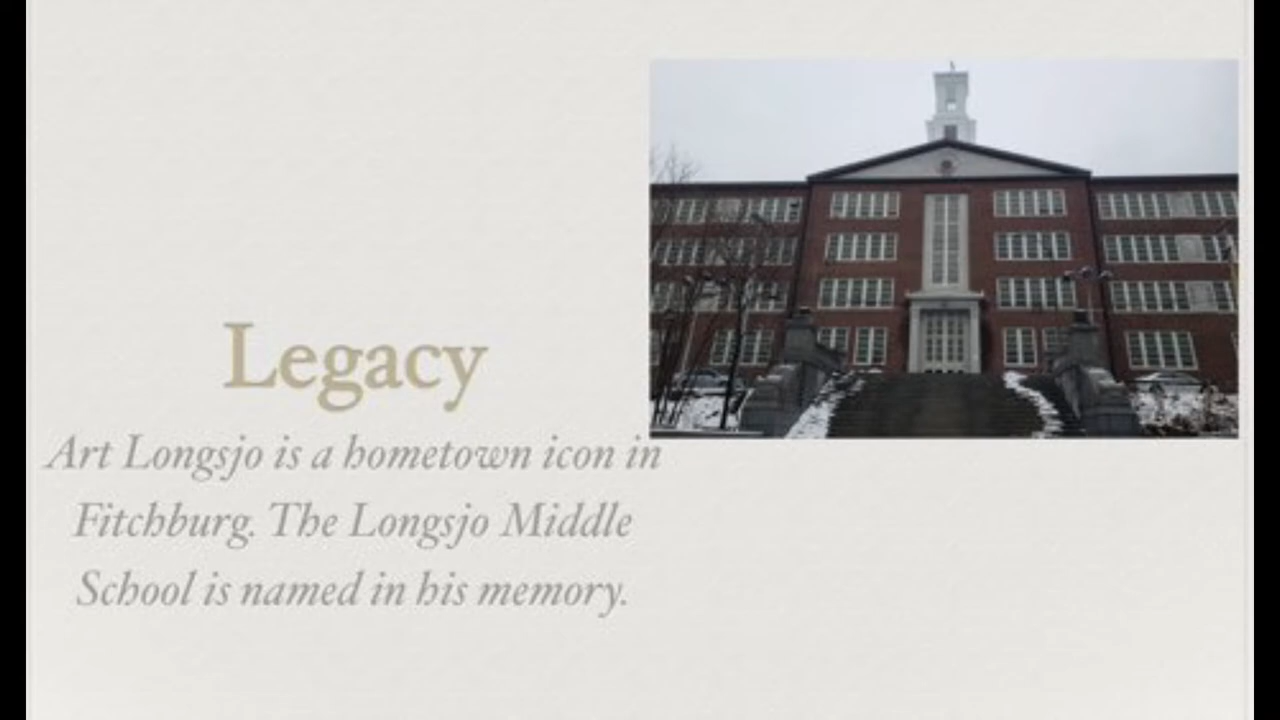 Legacy
Art Longsjo is a hometown icon in
Fitchburg. The Longsjo Middle
School is named in his memory.